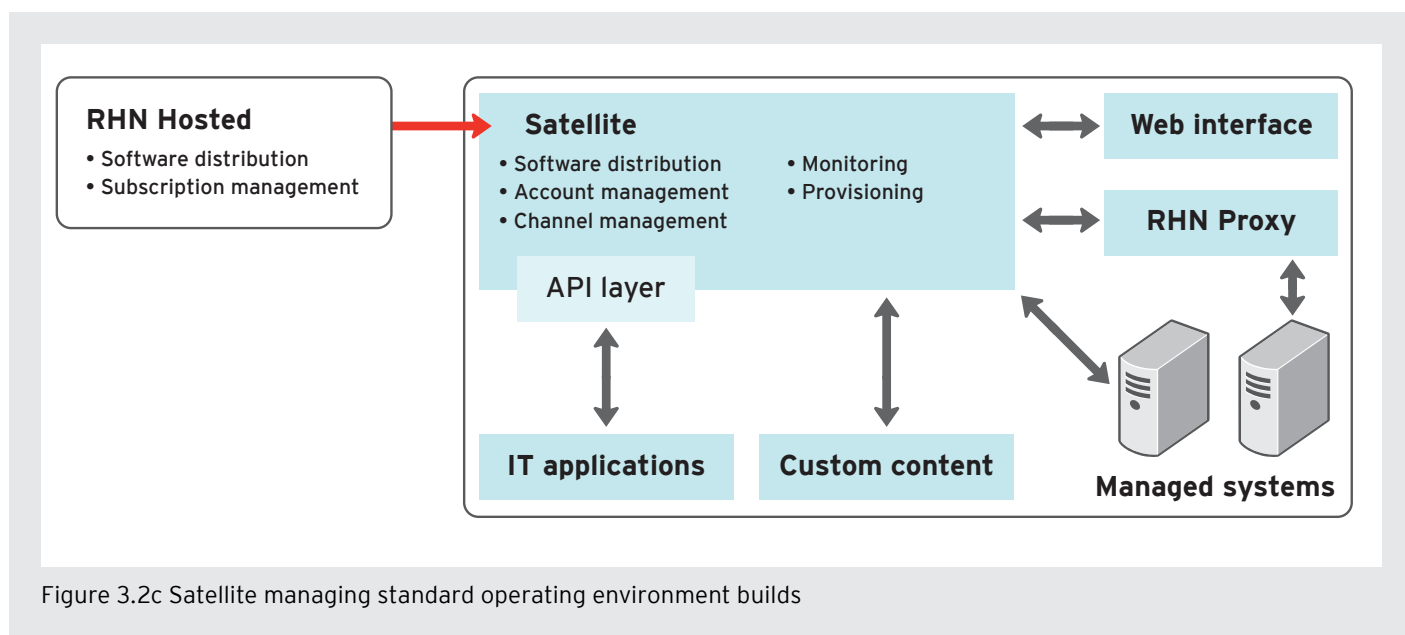 RHN Hosted
• Software distribution
• Subscription management
Satellite
• Software distribution
• Account management
• Channel management
• Monitoring
• Provisioning
API layer
Web interface
RHN Proxy
IT applications
Custom content
Managed systems
Figure 3.2c Satellite managing standard operating environment builds